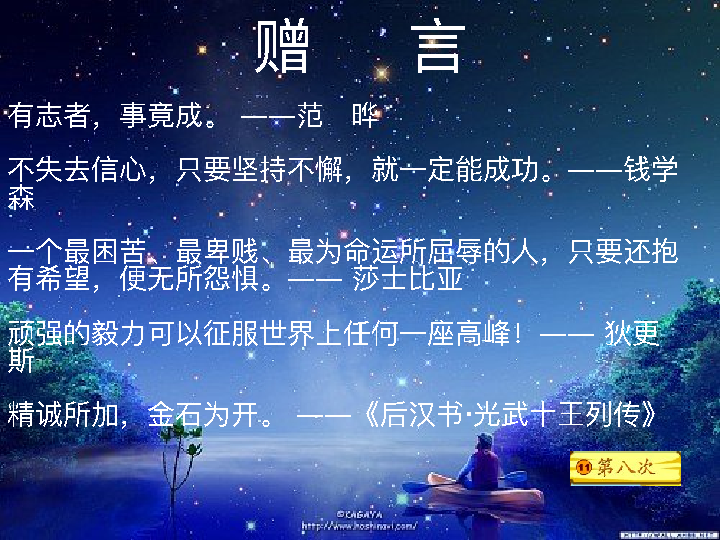 赠 言
有志者，事竟成。 ——范 晔
不失去信心，只要坚持不懈，就一定能成功。——钱学
森
一个最困苦、最卑贱、最为命运所屈辱的人，只要还抱
有希望，便无所怨惧。—— 莎士比亚
顽强的毅力可以征服世界上任何一座高峰！—— 狄更
斯
精诚所加，金石为开。 ——《后汉书·光武十王列传》
11 第八次
©KAGAYA